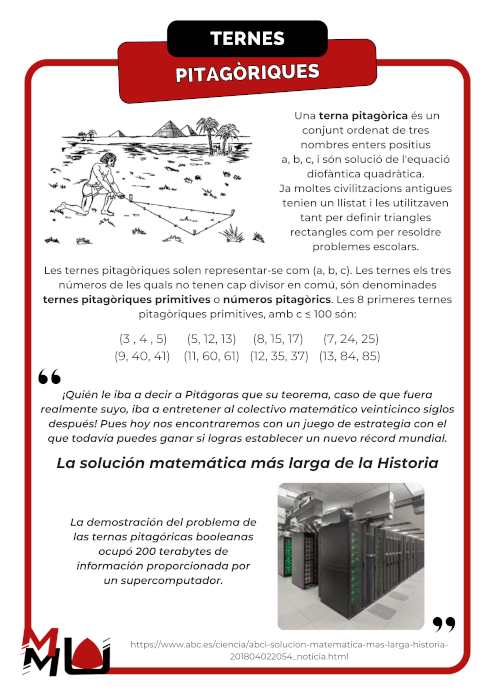 TERNES
PITAGÒRIQUES
Una terna pitagòrica és un
conjunt ordenat de tres
nombres enters positius
a, b, c, i són solució de l'equació
diofàntica quadràtica.
Ja moltes civilitzacions antigues
tenien un llistat i les utilitzaven
tant per definir triangles
rectangles com per resoldre
problemes escolars.
Les ternes pitagòriques solen representar-se com (a, b, c). Les ternes els tres
números de les quals no tenen cap divisor en comú, són denominades
ternes pitagòriques primitives o números pitagòrics. Les 8 primeres ternes
pitagòriques primitives, amb c ≤ 100 són:
(3 , 4 , 5) (5, 12, 13) (8, 15, 17) (7, 24, 25)
(9, 40, 41) (11, 60, 61) (12, 35, 37) (13, 84, 85)
“
¡Quién le iba a decir a Pitágoras que su teorema, caso de que fuera
realmente suyo, iba a entretener al colectivo matemático veinticinco siglos
después! Pues hoy nos encontraremos con un juego de estrategia con el
que todavía puedes ganar si logras establecer un nuevo récord mundial.
La solución matemática más larga de la Historia
La demostración del problema de
las ternas pitagóricas booleanas
ocupó 200 terabytes de
información proporcionada por
un supercomputador.
”
https://www.abc.es/ciencia/abci-solucion-matematica-mas-larga-historia-
201804022054_noticia.html
MMU